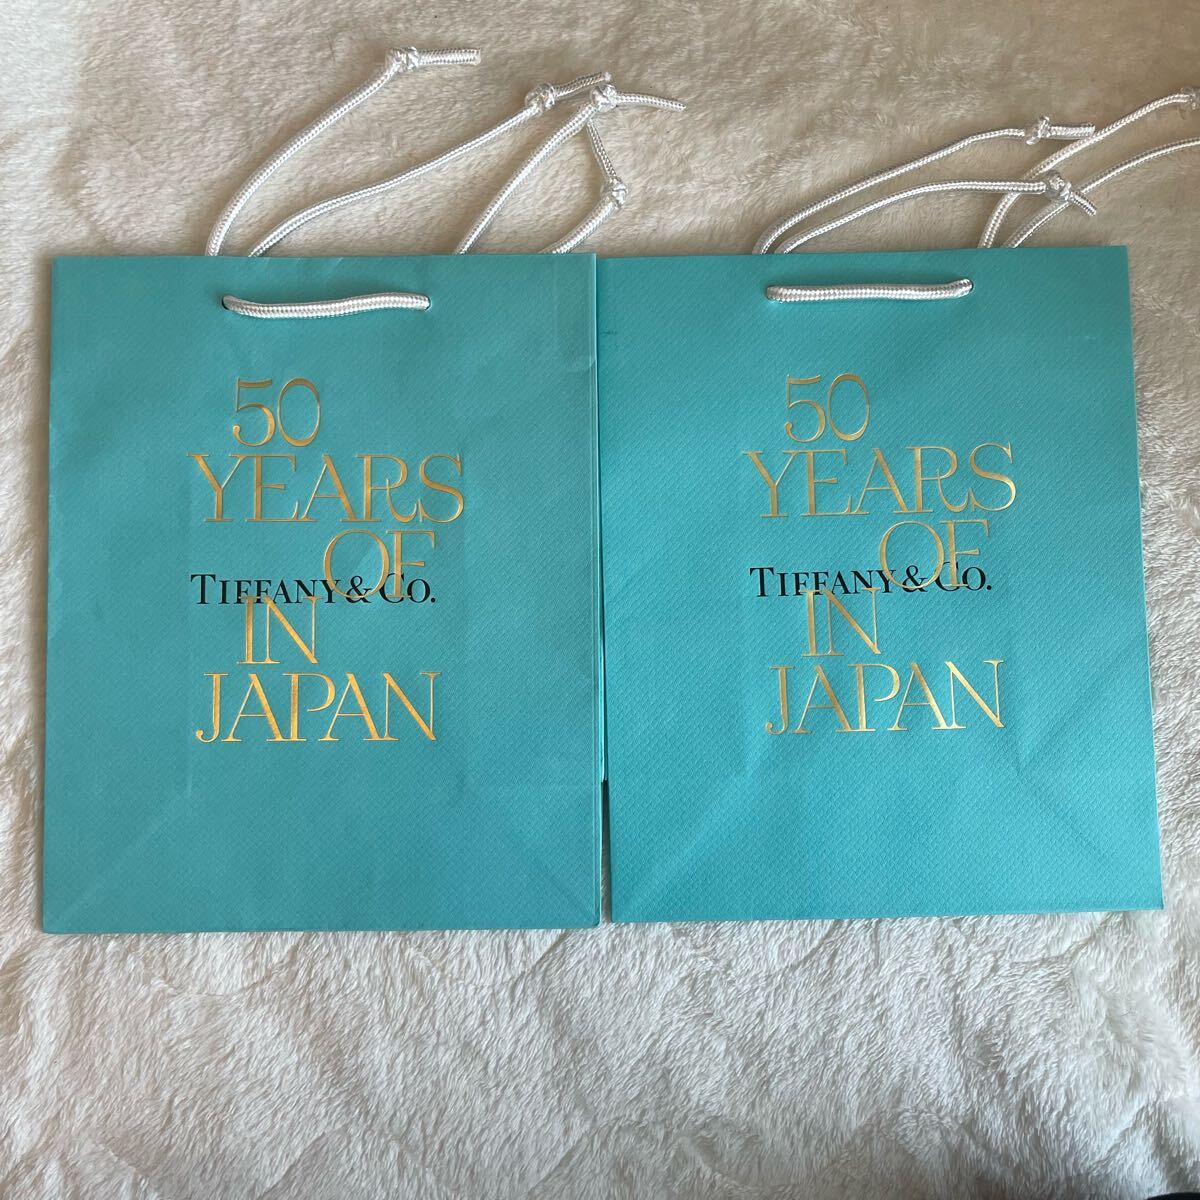 50
YEARS
OF
TIFFANY & CO.
IN
JAPAN
50
YEARS
OF
TIFFANY & CO.
IN
JAPAN